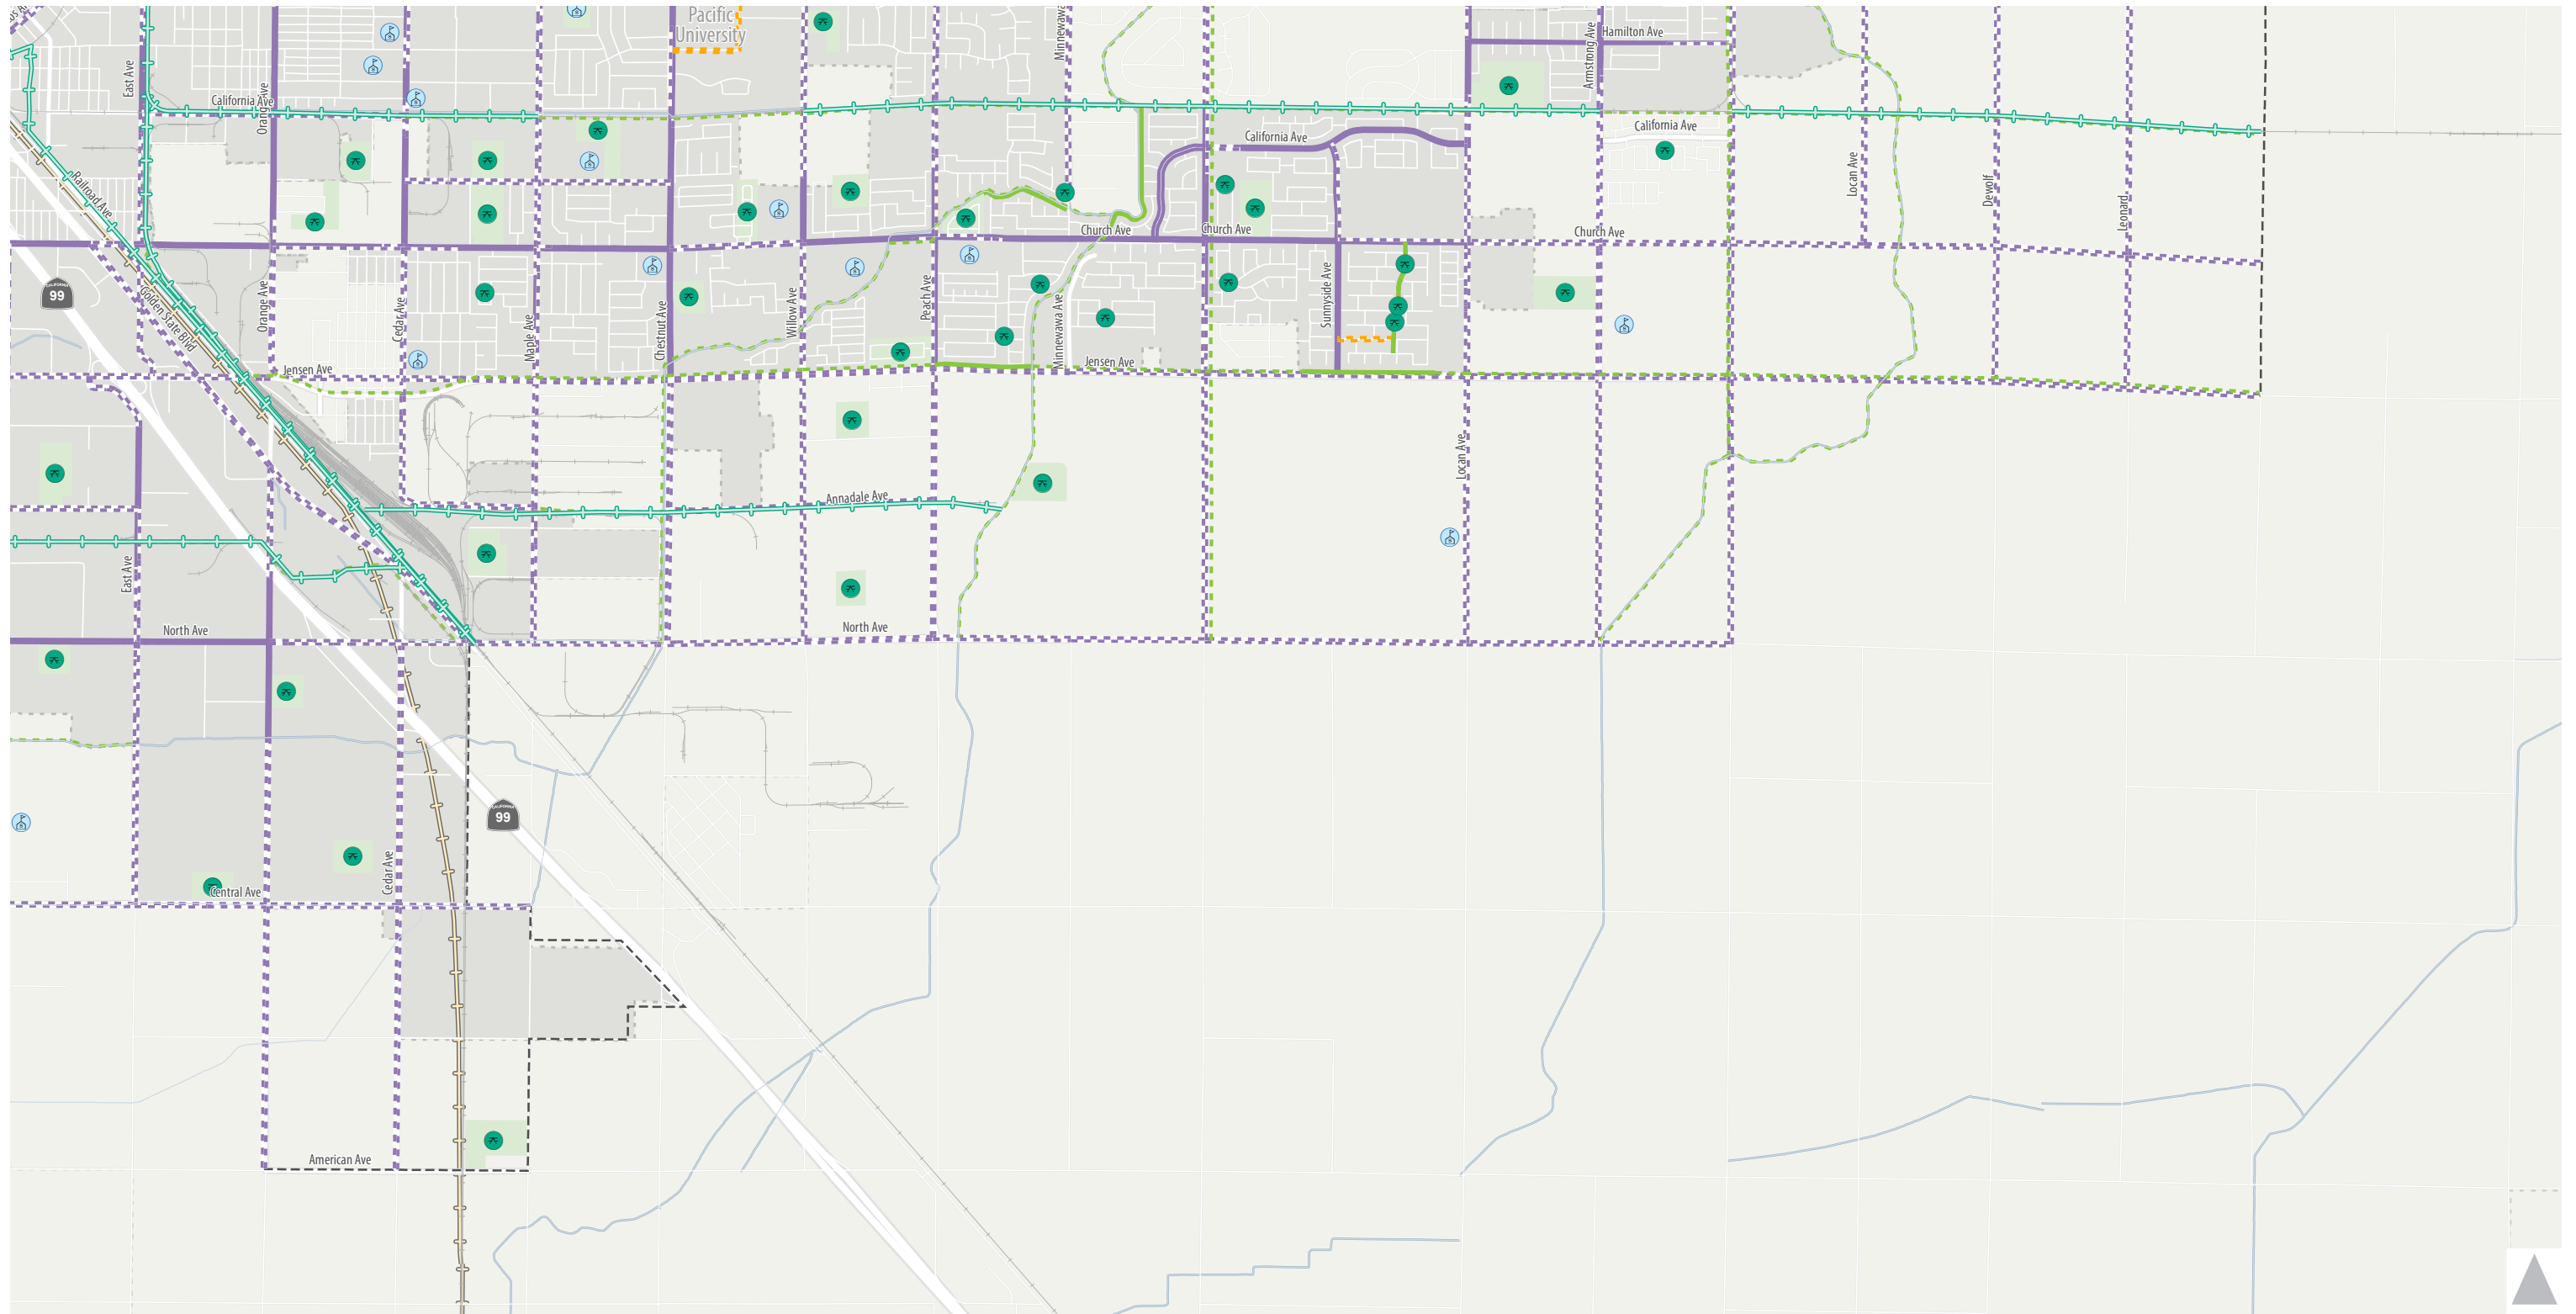 Pacific
University
Minnewawa
Armstrong Ave
Hamilton Ave
East Ave
California Ave
Orange Ave
California Ave
California Ave
Locan Ave
Dewolf
Leonard
Railroad Ave
Church Ave
Church Ave
Church Ave
CALIFORNIA
99
Golden State Blvd
Orange Ave
Cedar Ave
Maple Ave
Chestnut Ave
Willow Ave
Peach Ave
Minnewawa Ave
Sunnyside Ave
Jensen Ave
Jensen Ave
Locan Ave
Annadale Ave
East Ave
North Ave
North Ave
CALIFORNIA
99
Cedar Ave
Central Ave
American Ave